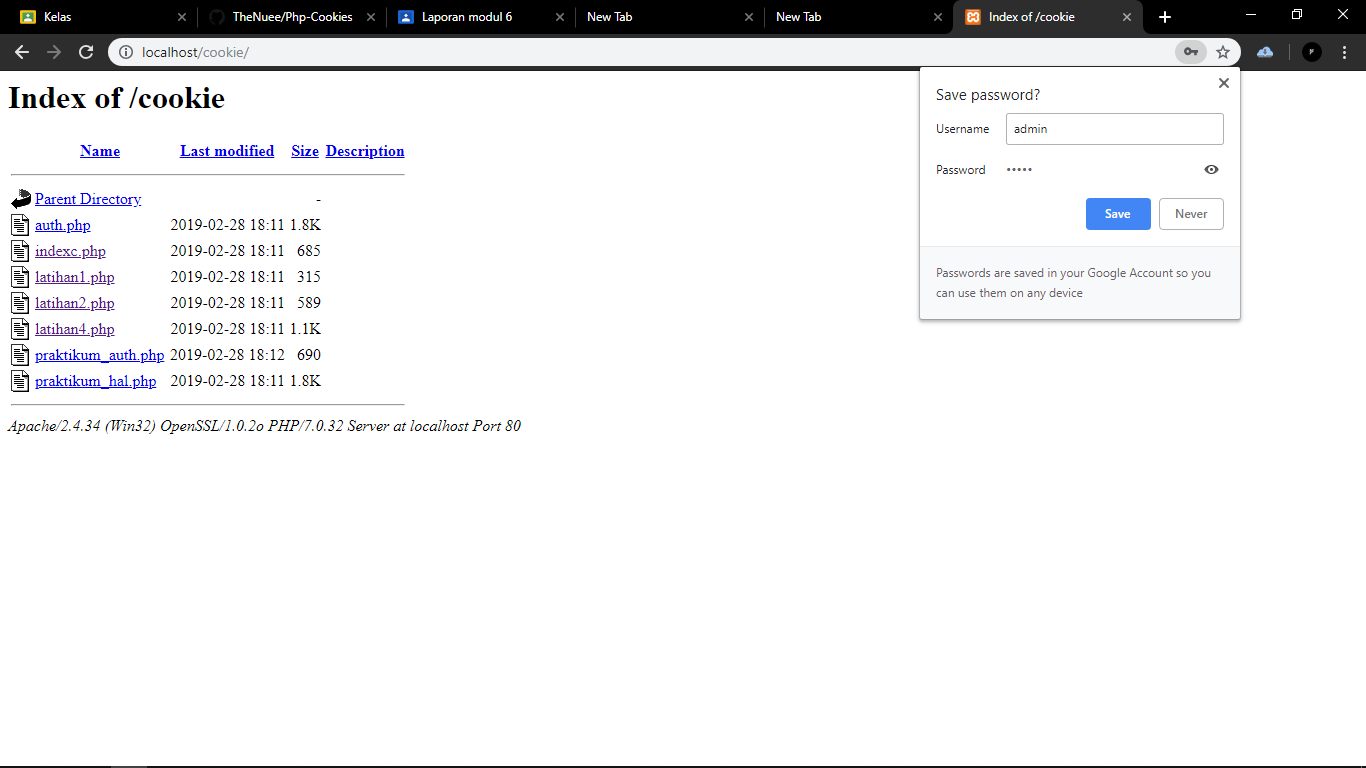 Kelas TheNuee/Php-Cookies Laporan modul 6 New Tab New Tab Index of /cookie
localhost/cookie/
Index of /cookie
Name Last modified Size Description
Parent Directory -
auth.php 2019-02-28 18:11 1.8K
indexc.php 2019-02-28 18:11 685
latihan1.php 2019-02-28 18:11 315
latihan2.php 2019-02-28 18:11 589
latihan4.php 2019-02-28 18:11 1.1K
praktikum_auth.php 2019-02-28 18:12 690
praktikum_hal.php 2019-02-28 18:11 1.8K
Apache/2.4.34 (Win32) OpenSSL/1.0.2o PHP/7.0.32 Server at localhost Port 80
Save password?
Username admin
Password •••••
Save Never
Passwords are saved in your Google Account so you
can use them on any device